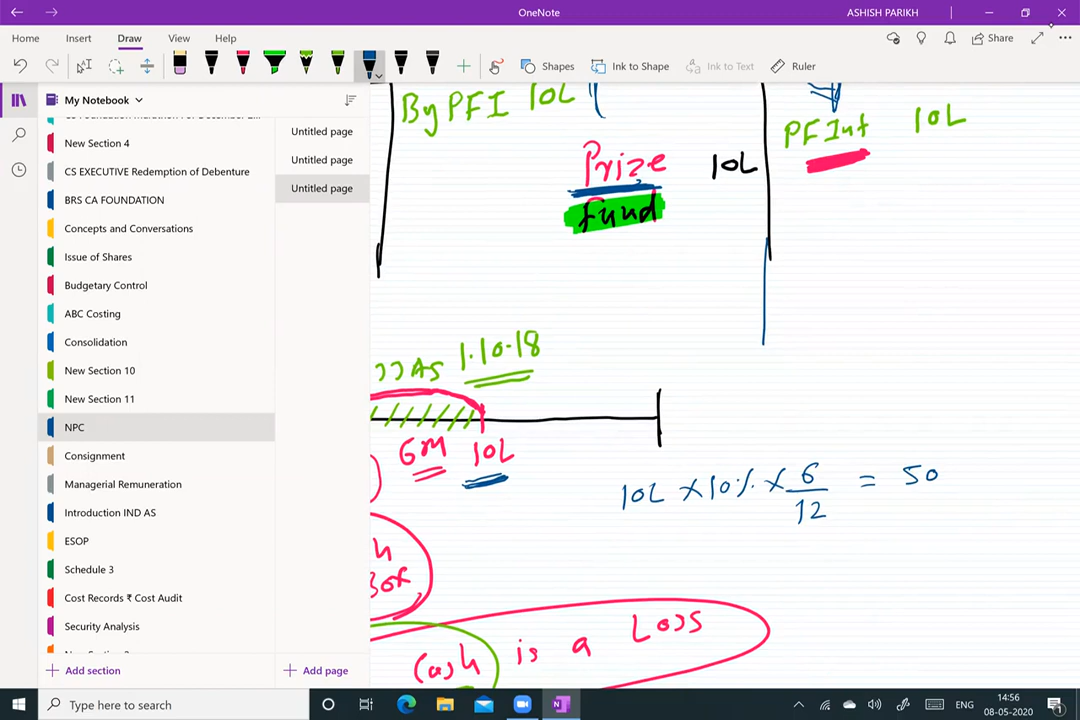 OneNote
ASHISH PARIKH
Home
Insert
Draw
View
Help
Share
Shapes
Ink to Shape
Ink to Text
Ruler
My Notebook
New Section 4
CS EXECUTIVE Redemption of Debenture
BRS CA FOUNDATION
Concepts and Conversations
Issue of Shares
Budgetary Control
ABC Costing
Consolidation
New Section 10
New Section 11
NPC
Consignment
Managerial Remuneration
Introduction IND AS
ESOP
Schedule 3
Cost Records ₹ Cost Audit
Security Analysis
Add section
Untitled page
Untitled page
Untitled page
Add page
By PFI 10L
Prize 10L
fund
PFInt 10L
AS 1.10.18
6M 10L
10L × 10% × 6/12 = 50
Box
Cash is a Loss
Type here to search
ENG
14:56
08-05-2020
1